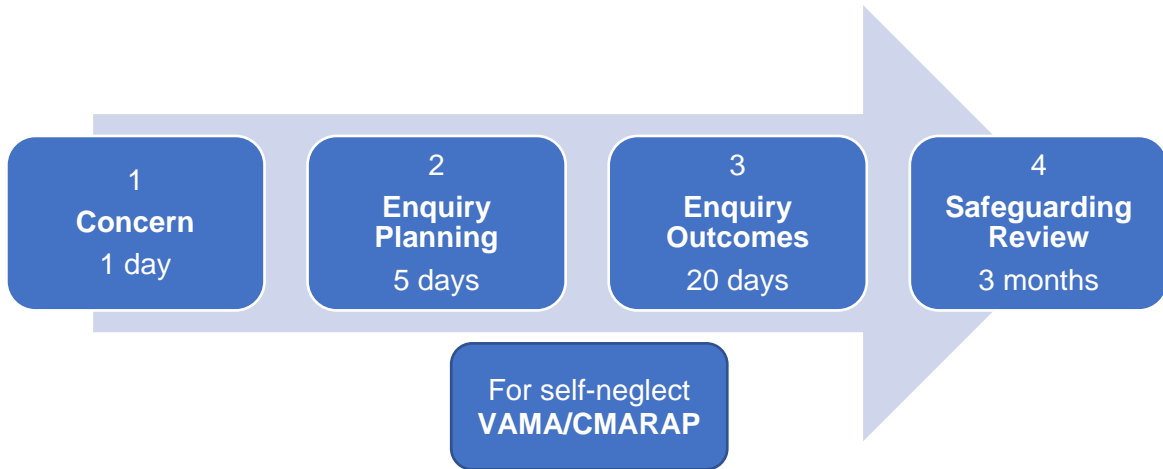 1
Concern
1 day
2
Enquiry
Planning
5 days
3
Enquiry
Outcomes
20 days
4
Safeguarding
Review
3 months
For self-neglect
VAMA/CMARAP